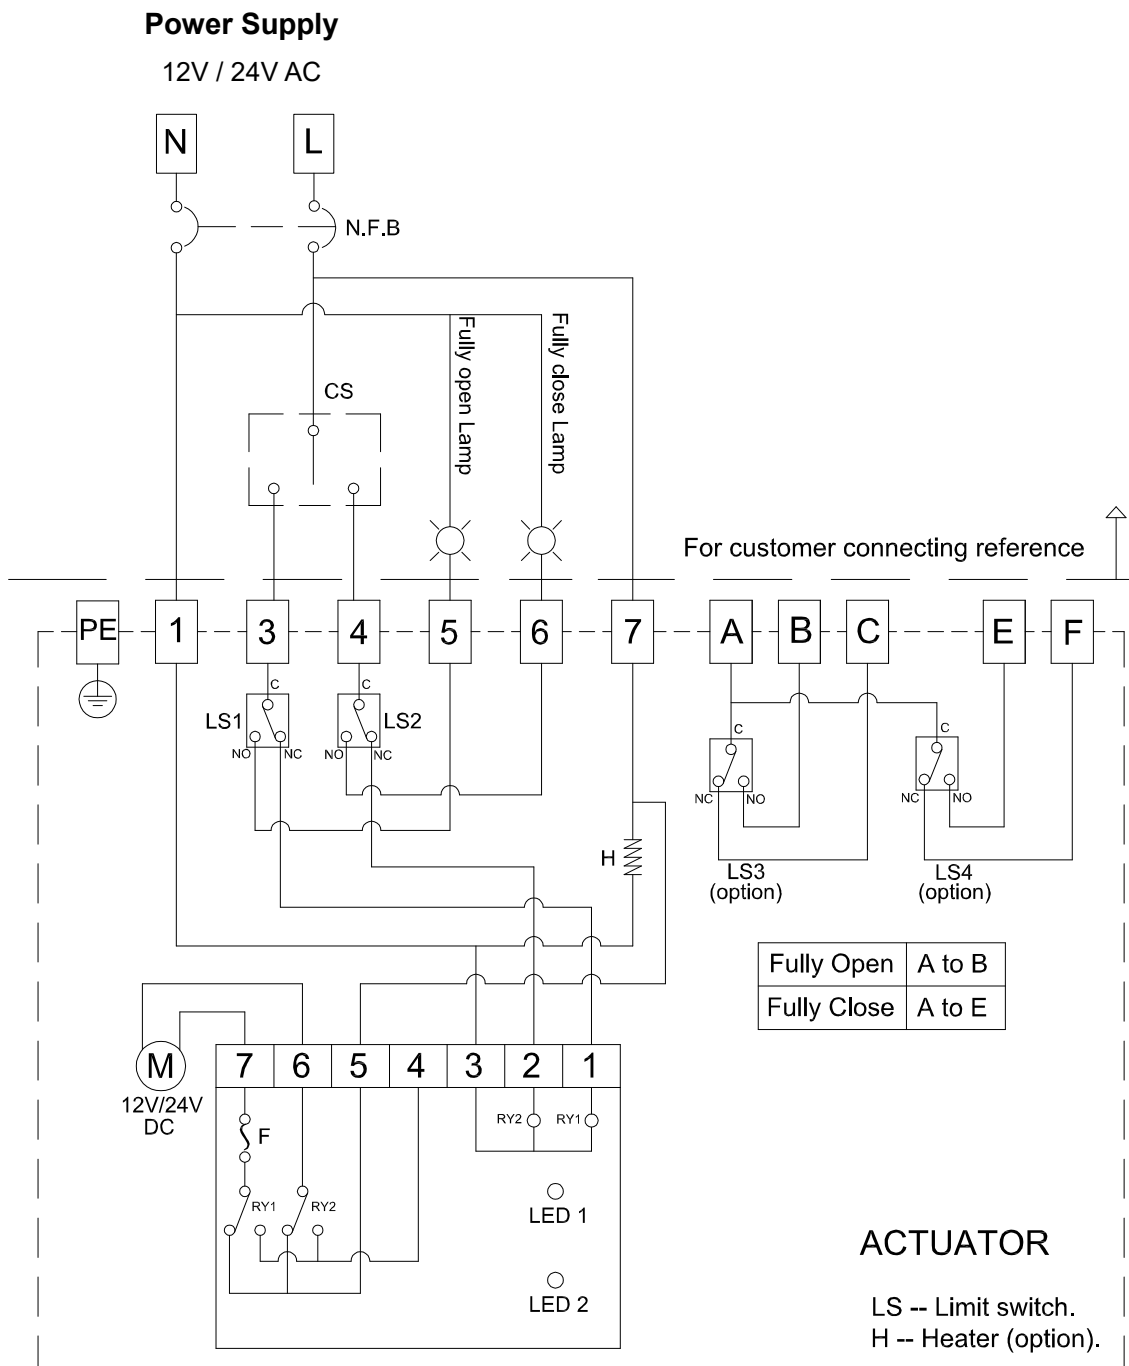 Power Supply
12V / 24V AC
N L
N.F.B
CS
Fully open Lamp
Fully close Lamp
For customer connecting reference
PE 1 3 4 5 6 7 A B C E F
C C
LS1 LS2
NO NC NO NC
C C
NC NO NC NO
H
LS3
(option)
LS4
(option)
Fully Open A to B
Fully Close A to E
M
12V/24V
DC
7 6 5 4 3 2 1
RY2 RY1
F
RY1 RY2
LED 1
LED 2
ACTUATOR
LS -- Limit switch.
H -- Heater (option).